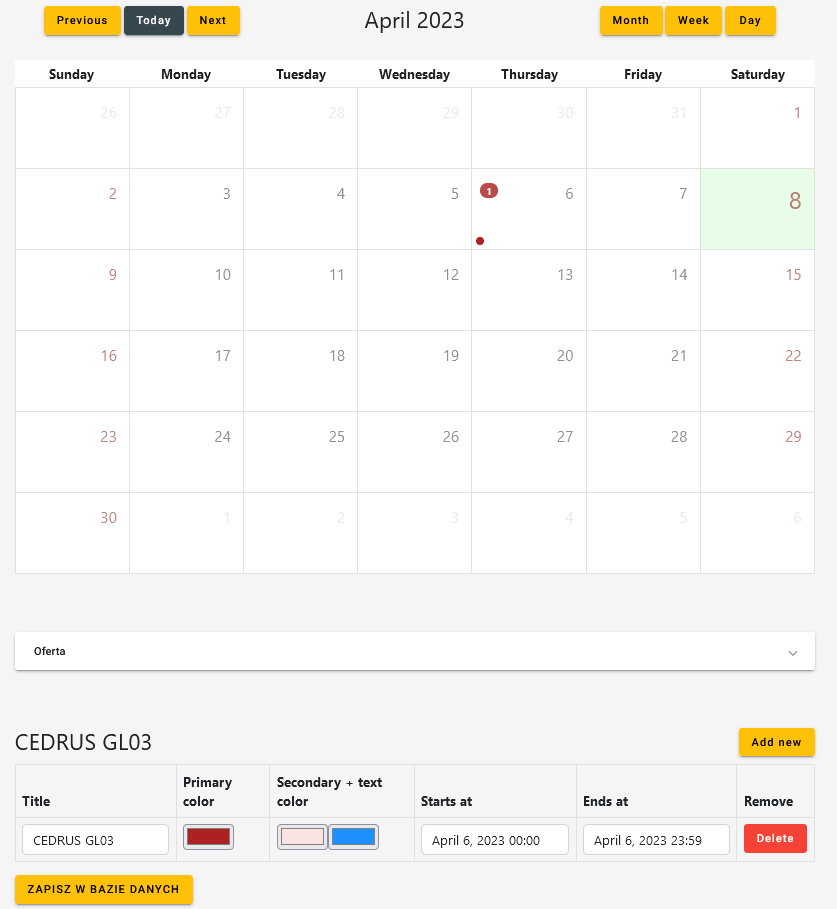 Previous Today Next April 2023 Month Week Day
Sunday Monday Tuesday Wednesday Thursday Friday Saturday
26 27 28 29 30 31 1
2 3 4 5 1 6 7 8
9 10 11 12 13 14 15
16 17 18 19 20 21 22
23 24 25 26 27 28 29
30 1 2 3 4 5 6
Oferta
CEDRUS GL03 Add new
Title Primary color Secondary + text color Starts at Ends at Remove
CEDRUS GL03 April 6, 2023 00:00 April 6, 2023 23:59 Delete
ZAPISZ W BAZIE DANYCH